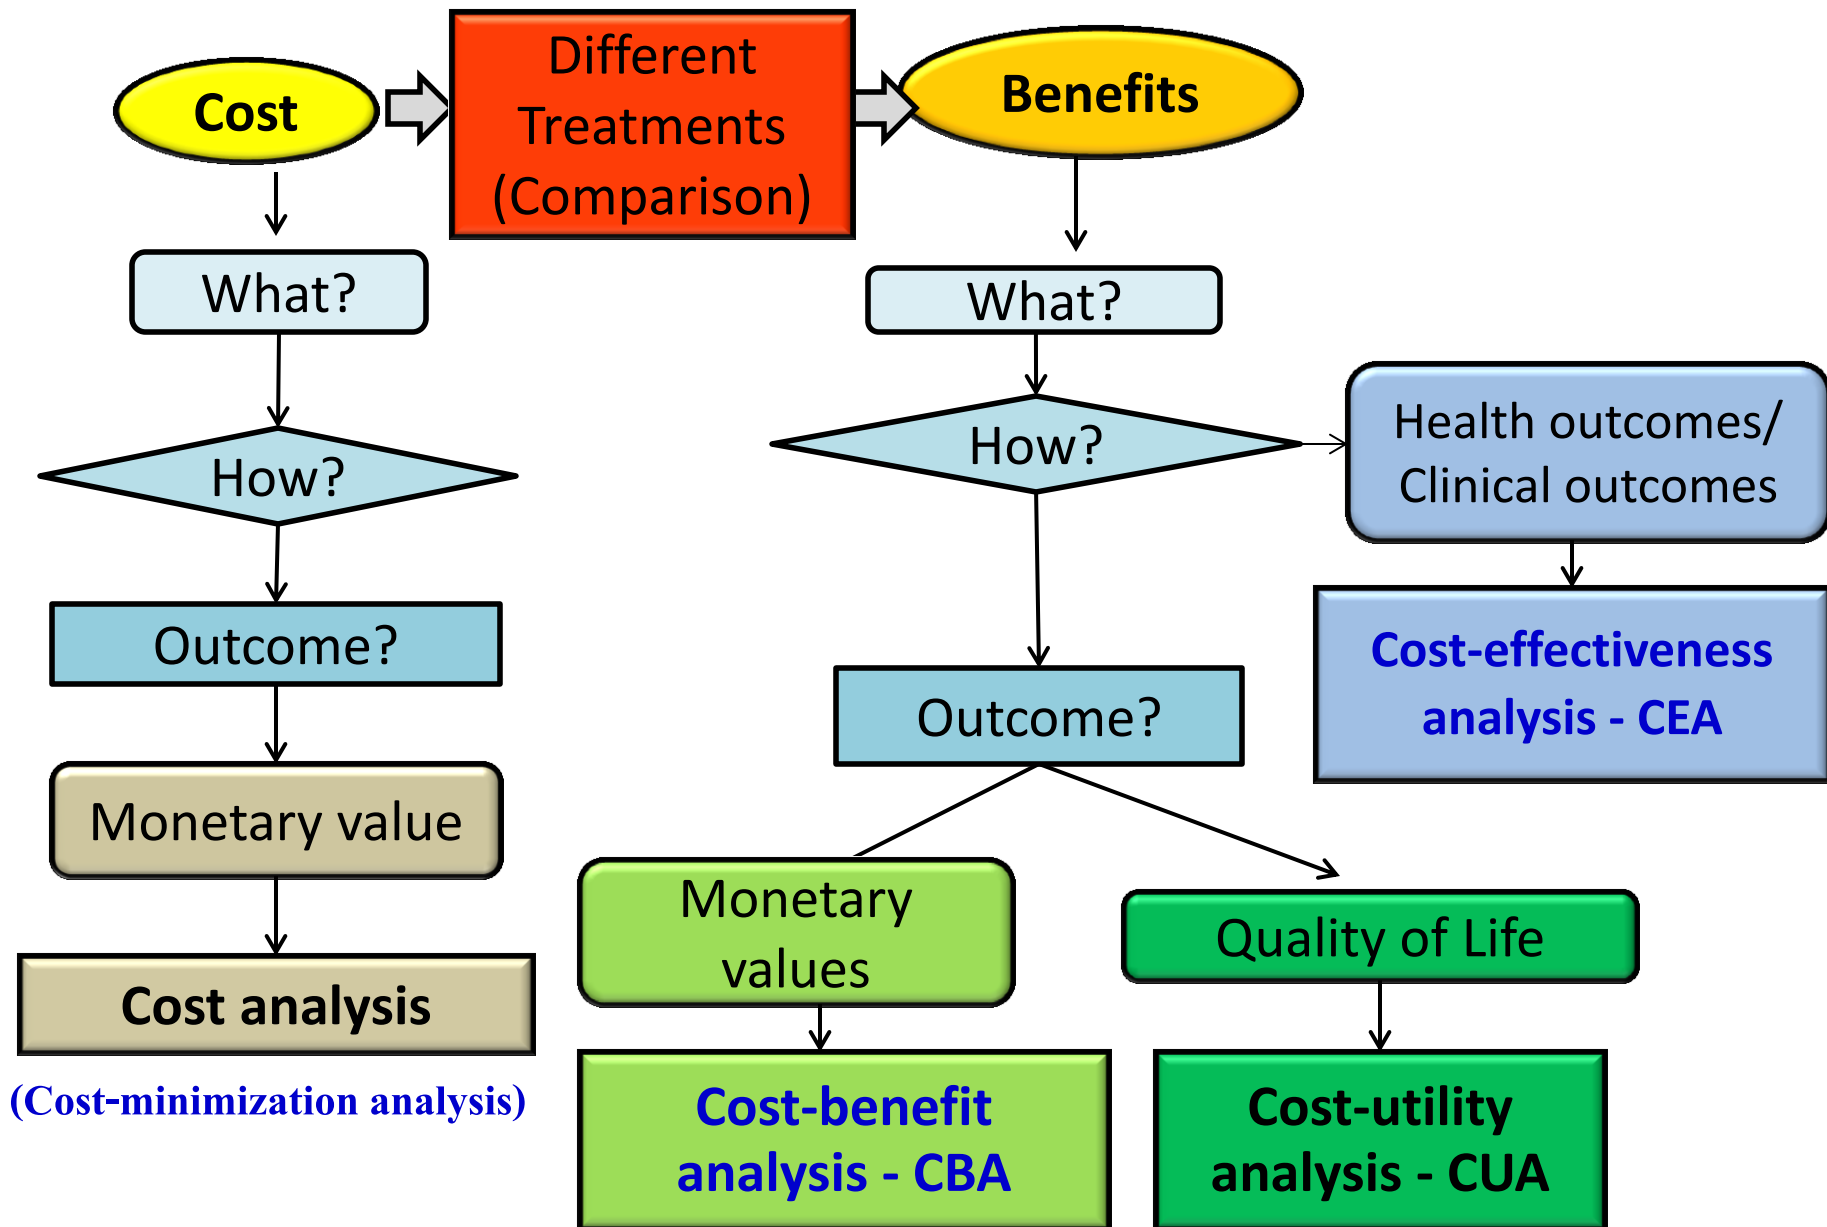 Cost
Different
Treatments
(Comparison)
Benefits
What?
How?
Outcome?
Monetary value
Cost analysis
(Cost-minimization analysis)
What?
How?
Health outcomes/
Clinical outcomes
Cost-effectiveness
analysis - CEA
Outcome?
Monetary
values
Cost-benefit
analysis - CBA
Quality of Life
Cost-utility
analysis - CUA